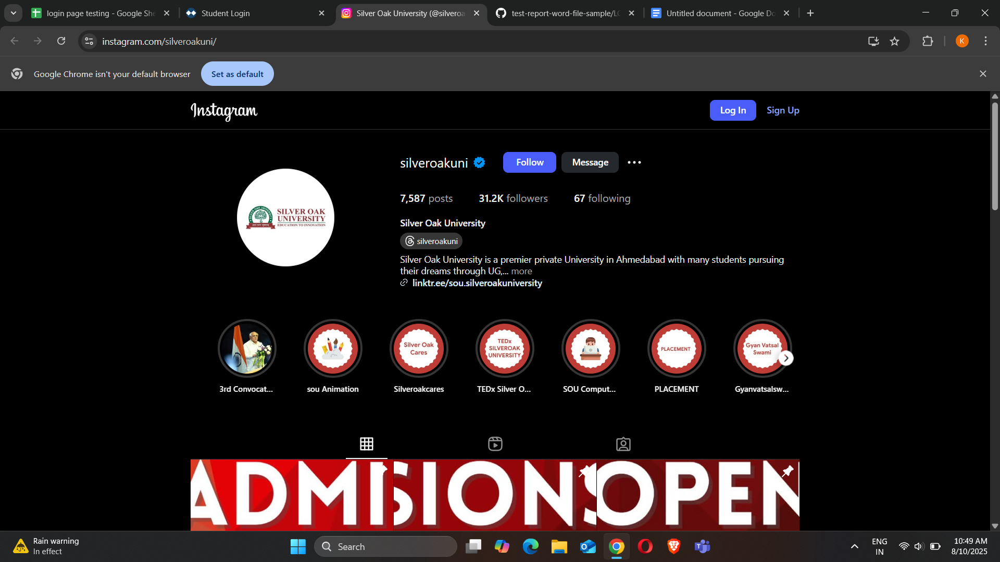 login page testing - Google She
Student Login
Silver Oak University (@silveroa
test-report-word-file-sample/LO
Untitled document - Google Do
instagram.com/silveroakuni/
K
Google Chrome isn't your default browser
Set as default
Instagram
Log In
Sign Up
silveroakuni
Follow
Message
7,587 posts
31.2K followers
67 following
SILVER OAK
UNIVERSITY
EDUCATION TO INNOVATION
Silver Oak University
silveroakuni
Silver Oak University is a premier private University in Ahmedabad with many students pursuing
their dreams through UG,... more
linktr.ee/sou.silveroakuniversity
Silver Oak
Cares
TEDx
SILVEROAK
UNIVERSITY
PLACEMENT
Gyan Vatsal
Swami
3rd Convocat...
sou Animation
Silveroakcares
TEDx Silver O...
SOU Comput...
PLACEMENT
Gyanvatsalsw...
ADMISSIONS OPEN
Rain warning
In effect
Search
ENG
IN
10:49 AM
8/10/2025